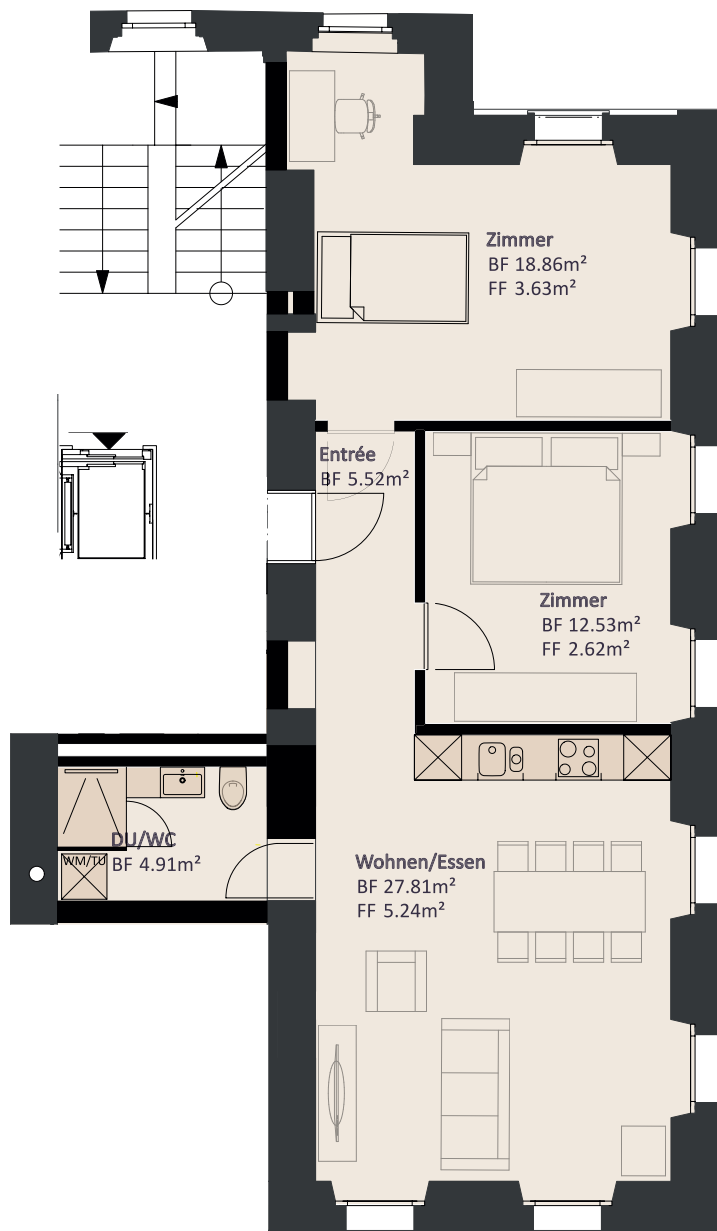 Zimmer
BF 18.86m²
FF 3.63m²
Entrée
BF 5.52m²
Zimmer
BF 12.53m²
FF 2.62m²
DU/WC
WM/TU
BF 4.91m²
Wohnen/Essen
BF 27.81m²
FF 5.24m²